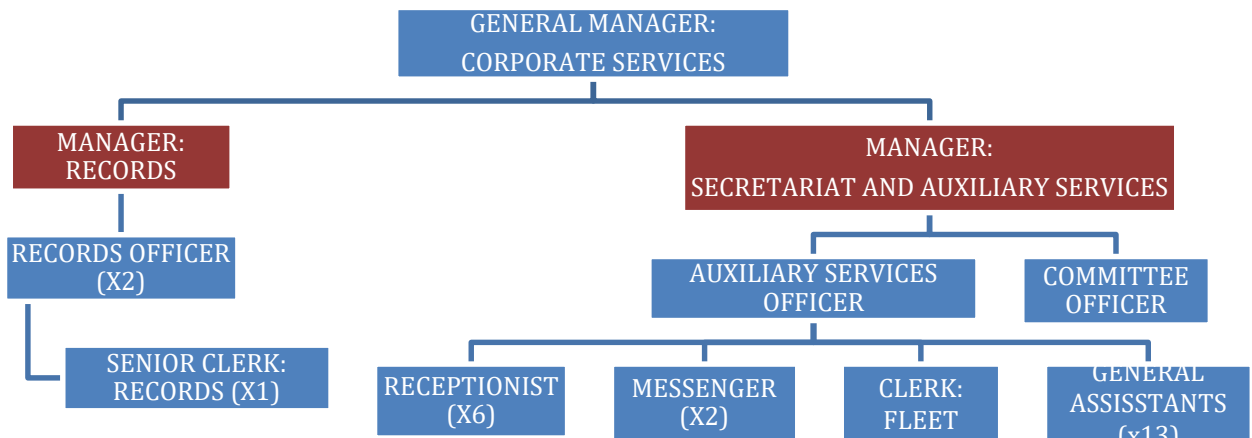 GENERAL MANAGER:
CORPORATE SERVICES
MANAGER:
RECORDS
MANAGER:
SECRETARIAT AND AUXILIARY SERVICES
RECORDS OFFICER
(X2)
AUXILIARY SERVICES
OFFICER
COMMITTEE
OFFICER
SENIOR CLERK:
RECORDS (X1)
RECEPTIONIST
(X6)
MESSENGER
(X2)
CLERK:
FLEET
GENERAL
ASSISSTANTS
(x13)